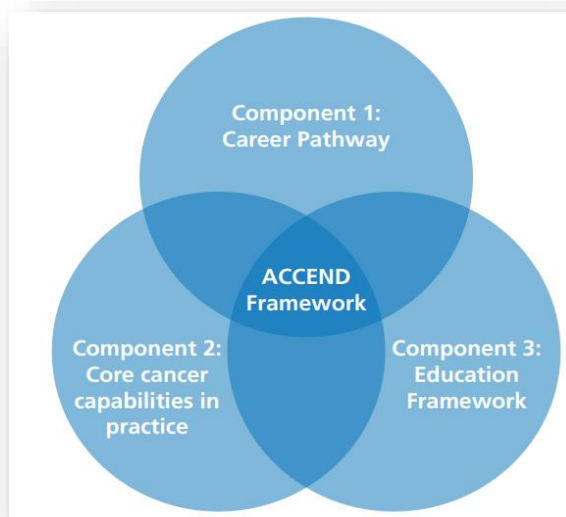 Component 1:
Career Pathway
ACCEND
Framework
Component 2:
Core cancer
capabilities in
practice
Component 3:
Education
Framework